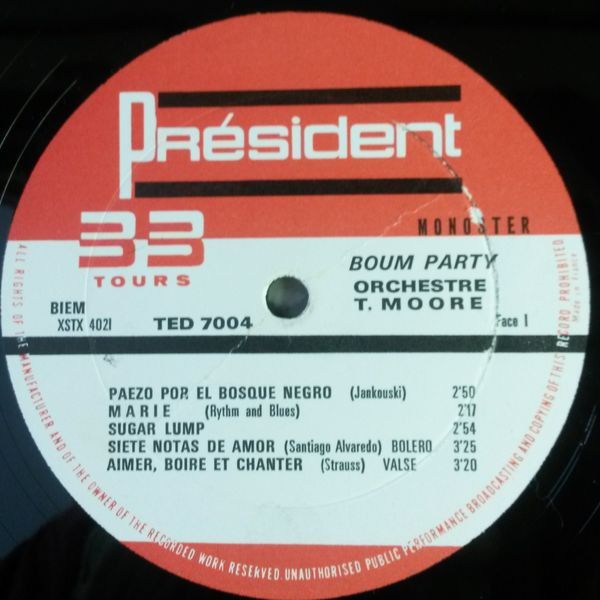 Président
33
TOURS
MONOSTER
BOUM PARTY
ORCHESTRE
T. MOORE
BIEM
XSTX 4021
TED 7004
Face 1
PAEZO POR EL BOSQUE NEGRO (Jankouski) 2'50
MARIE (Rythm and Blues) 2'17
SUGAR LUMP 2'54
SIETE NOTAS DE AMOR (Santiago Alvaredo) BOLERO 3'25
AIMER, BOIRE ET CHANTER (Strauss) VALSE 3'20
ALL RIGHTS OF THE MANUFACTURER AND OF THE OWNER OF THE RECORDED WORK RESERVED. UNAUTHORISED PUBLIC PERFORMANCE BROADCASTING AND COPYING OF THIS RECORD PROHIBITED
Made in France